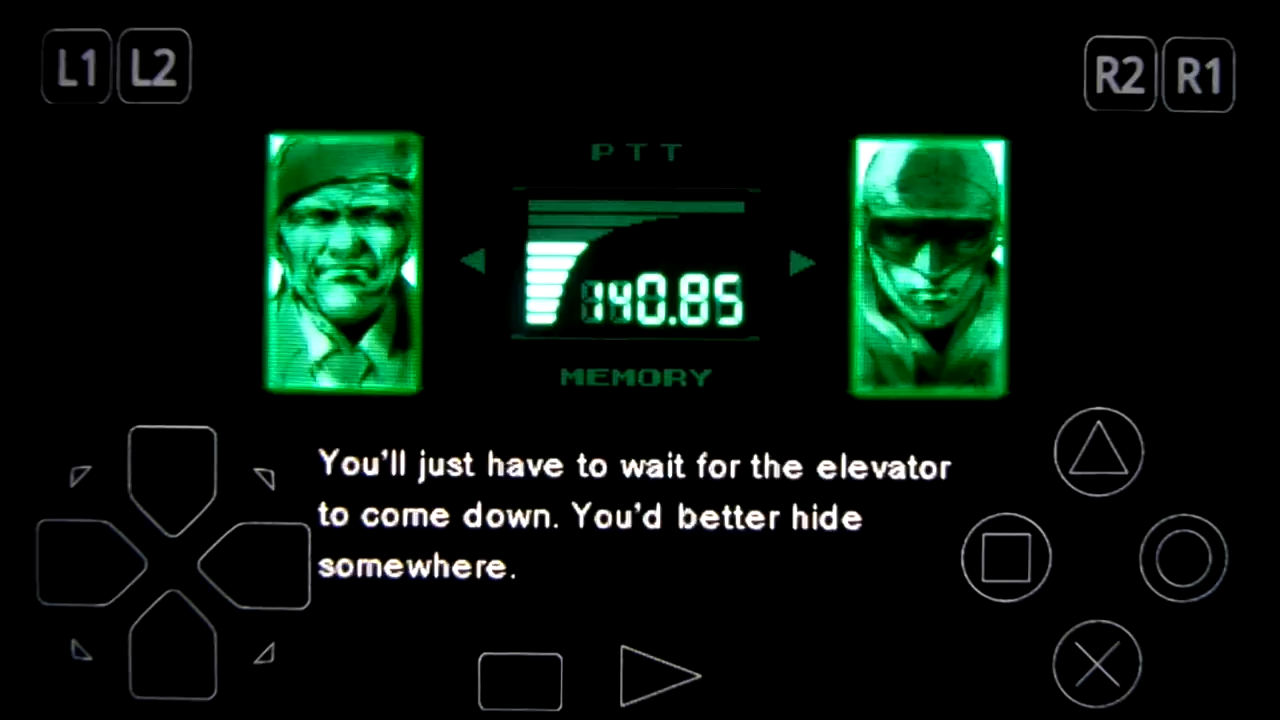 L1 L2 R2 R1
PTT
140.85
MEMORY
You'll just have to wait for the elevator
to come down. You'd better hide
somewhere.